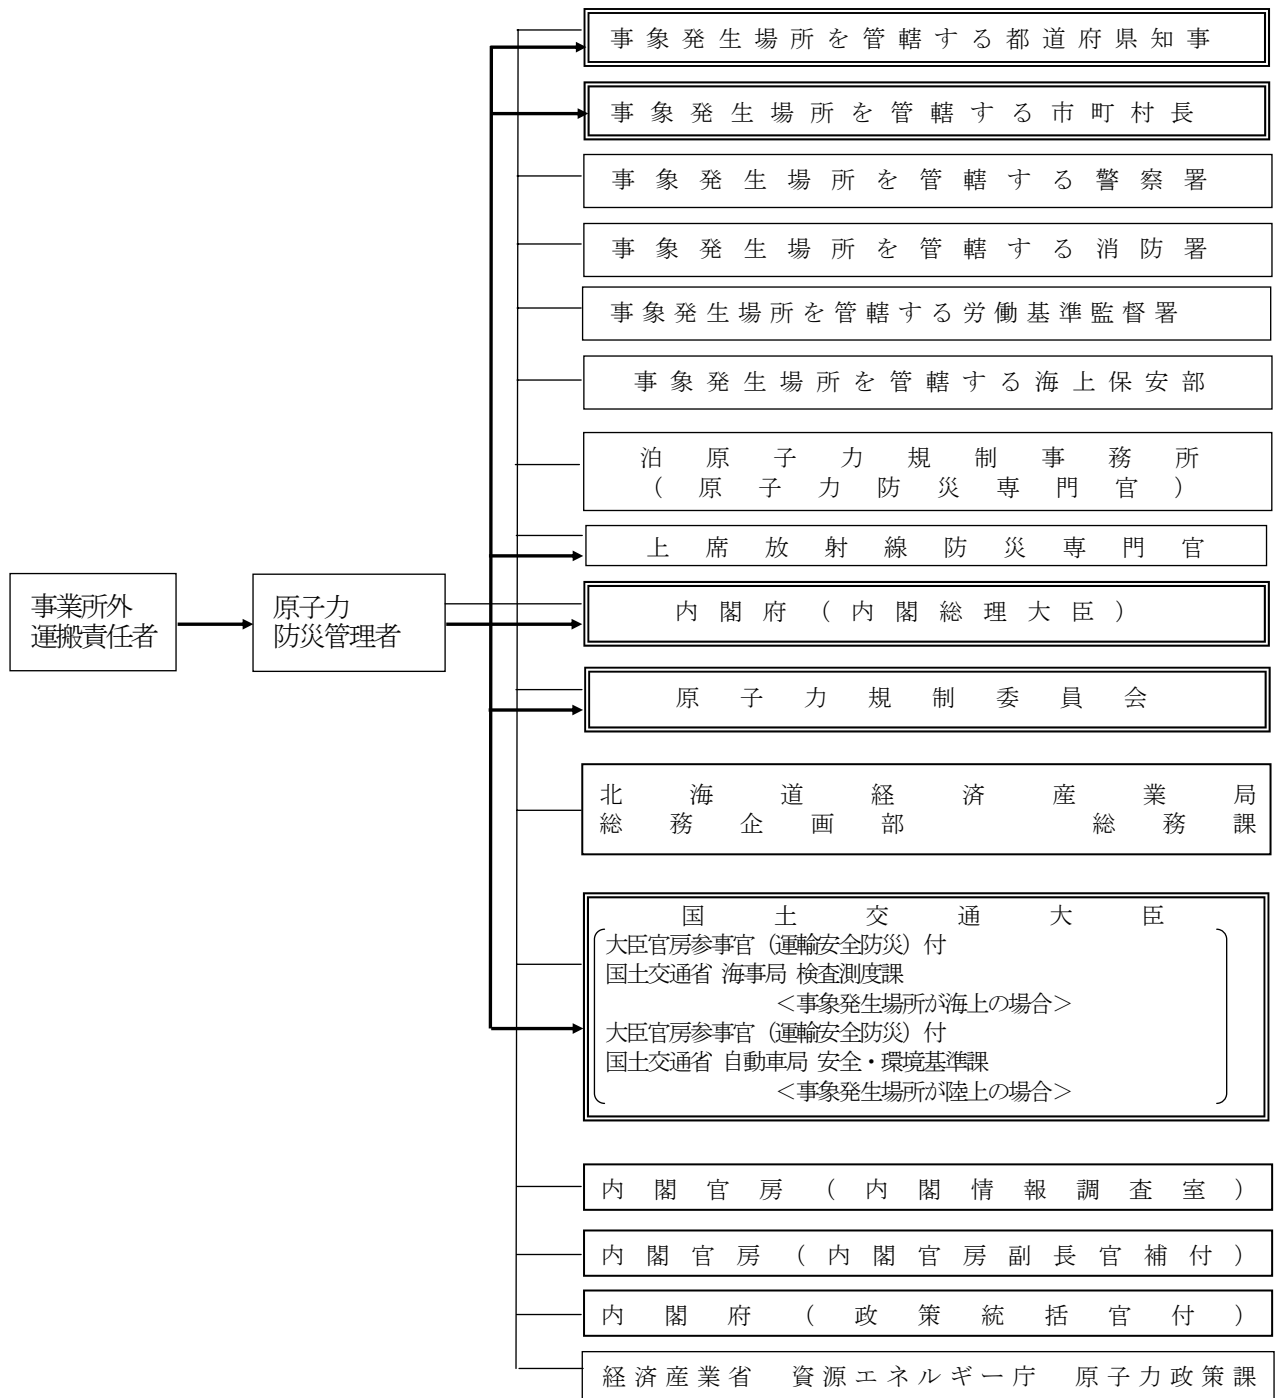 事象発生場所を管轄する都道府県知事
事象発生場所を管轄する市町村長
事象発生場所を管轄する警察署
事象発生場所を管轄する消防署
事象発生場所を管轄する労働基準監督署
事象発生場所を管轄する海上保安部
泊原子力規制事務所
(原子力防災専門官)
上席放射線防災専門官
事業所外
運搬責任者
原子力
防災管理者
内閣府(内閣総理大臣)
原子力規制委員会
北海道経済産業局
総務企画部 総務課
国土交通大臣
大臣官房参事官(運輸安全防災)付
国土交通省 海事局 検査測度課
<事象発生場所が海上の場合>
大臣官房参事官(運輸安全防災)付
国土交通省 自動車局 安全・環境基準課
<事象発生場所が陸上の場合>
内閣官房(内閣情報調査室)
内閣官房(内閣官房副長官補付)
内閣府(政策統括官付)
経済産業省 資源エネルギー庁 原子力政策課